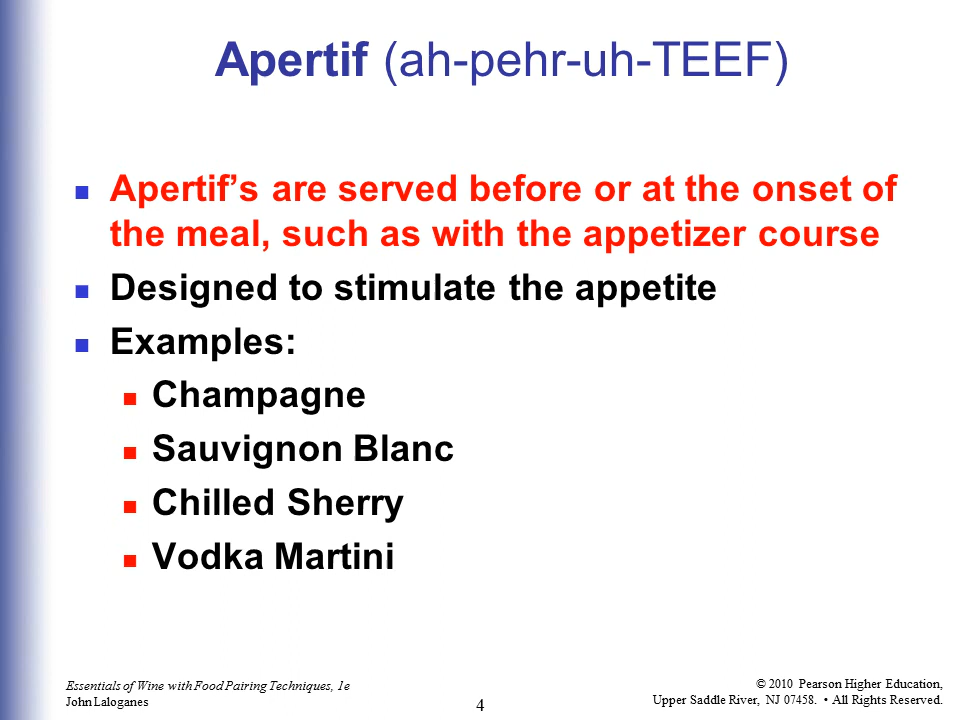 Apertif (ah-pehr-uh-TEEF)
Apertif’s are served before or at the onset of
the meal, such as with the appetizer course
Designed to stimulate the appetite
Examples:
Champagne
Sauvignon Blanc
Chilled Sherry
Vodka Martini
Essentials of Wine with Food Pairing Techniques, 1e
John Laloganes
4
© 2010 Pearson Higher Education,
Upper Saddle River, NJ 07458. • All Rights Reserved.